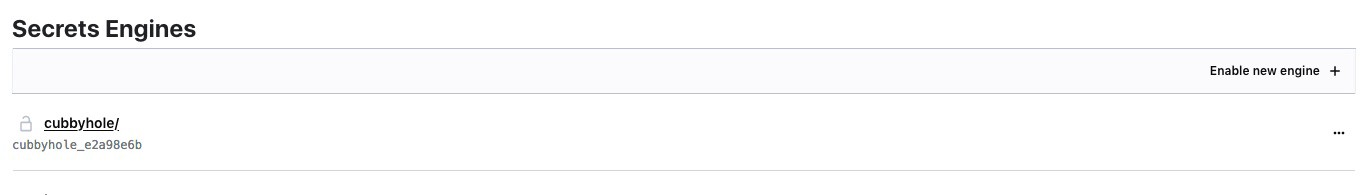 Secrets Engines
Enable new engine +
cubbyhole/
cubbyhole_e2a98e6b